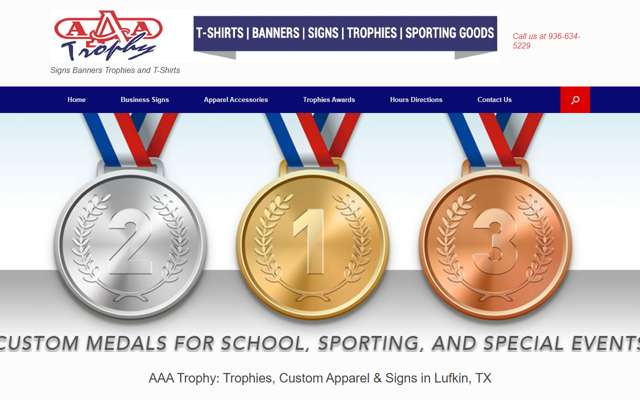 AAA
Trophy
Signs Banners Trophies and T-Shirts
T-SHIRTS | BANNERS | SIGNS | TROPHIES | SPORTING GOODS
Call us at 936-634-
5229
Home Business Signs Apparel Accessories Trophies Awards Hours Directions Contact Us
2 1 3
CUSTOM MEDALS FOR SCHOOL, SPORTING, AND SPECIAL EVENTS
AAA Trophy: Trophies, Custom Apparel & Signs in Lufkin, TX